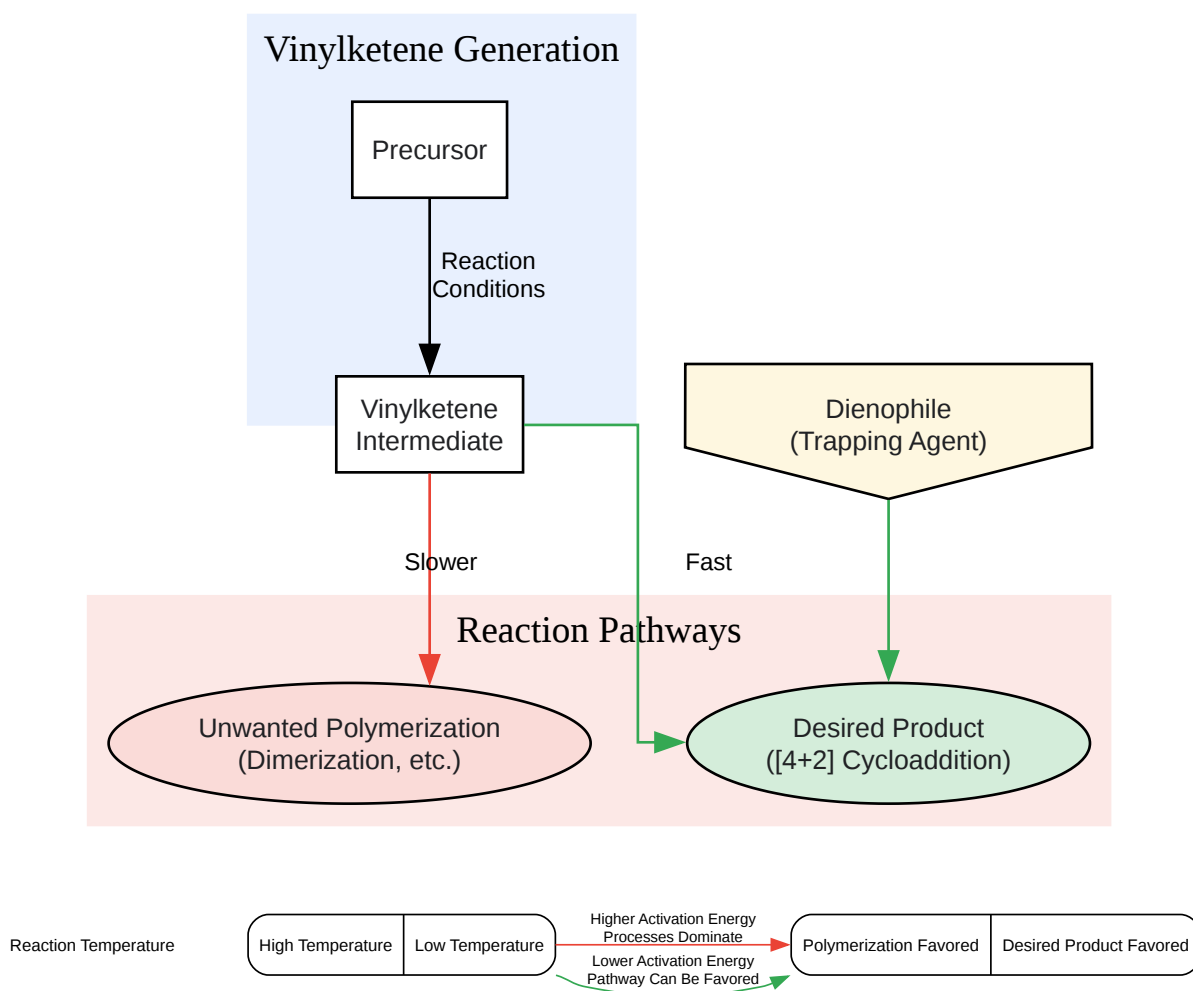 Vinylketene Generation
Precursor
Reaction
Conditions
Vinylketene
Intermediate
Dienophile
(Trapping Agent)
Slower
Fast
Reaction Pathways
Unwanted Polymerization
(Dimerization, etc.)
Desired Product
([4+2] Cycloaddition)
Reaction Temperature
High Temperature
Low Temperature
Higher Activation Energy
Processes Dominate
Lower Activation Energy
Pathway Can Be Favored
Polymerization Favored
Desired Product Favored